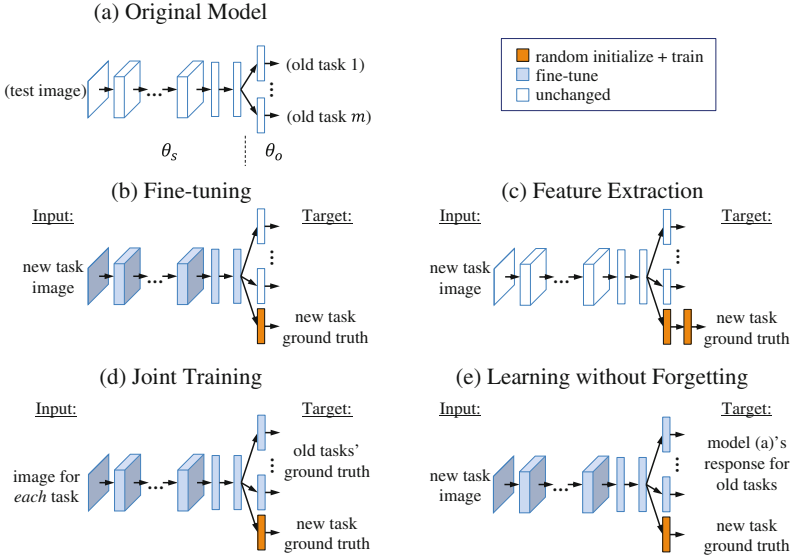 (a) Original Model
(test image)
...
(old task 1)
...
(old task m)
θs
θo
random initialize + train
fine-tune
unchanged
(b) Fine-tuning
Input:
Target:
new task
image
...
...
new task
ground truth
(c) Feature Extraction
Input:
Target:
new task
image
...
...
new task
ground truth
(d) Joint Training
Input:
Target:
image for
each task
...
...
old tasks'
ground truth
new task
ground truth
(e) Learning without Forgetting
Input:
Target:
new task
image
...
...
model (a)'s
response for
old tasks
new task
ground truth